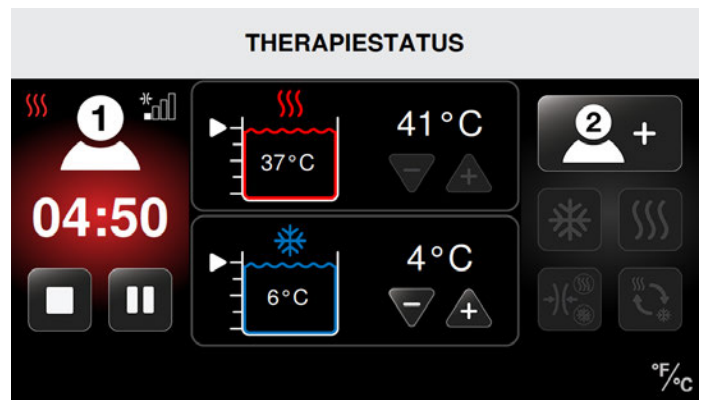 THERAPIESTATUS
1
04:50
37°C
41°C
6°C
4°C
2 +
°F/°C